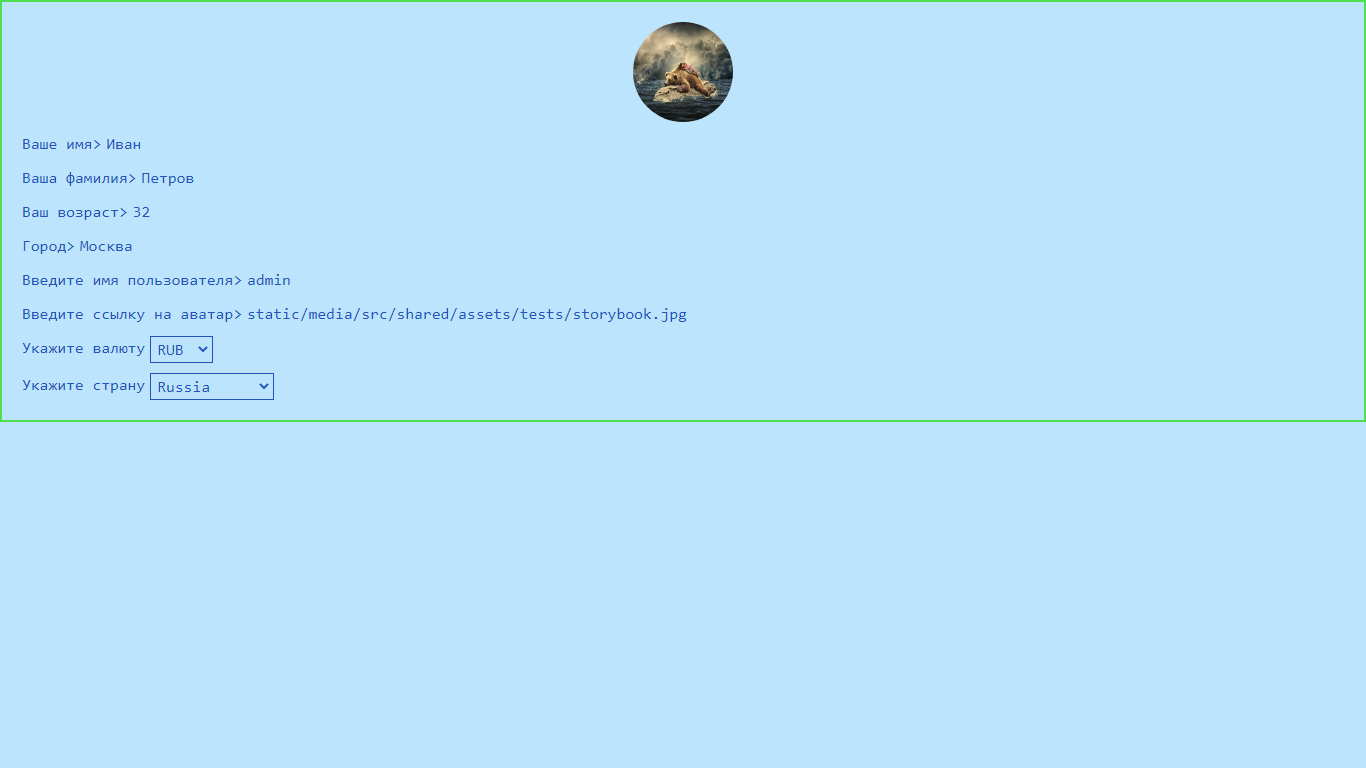 Ваше имя> Иван
Ваша фамилия> Петров
Ваш возраст> 32
Город> Москва
Введите имя пользователя> admin
Введите ссылку на аватар> static/media/src/shared/assets/tests/storybook.jpg
Укажите валюту RUB
Укажите страну Russia